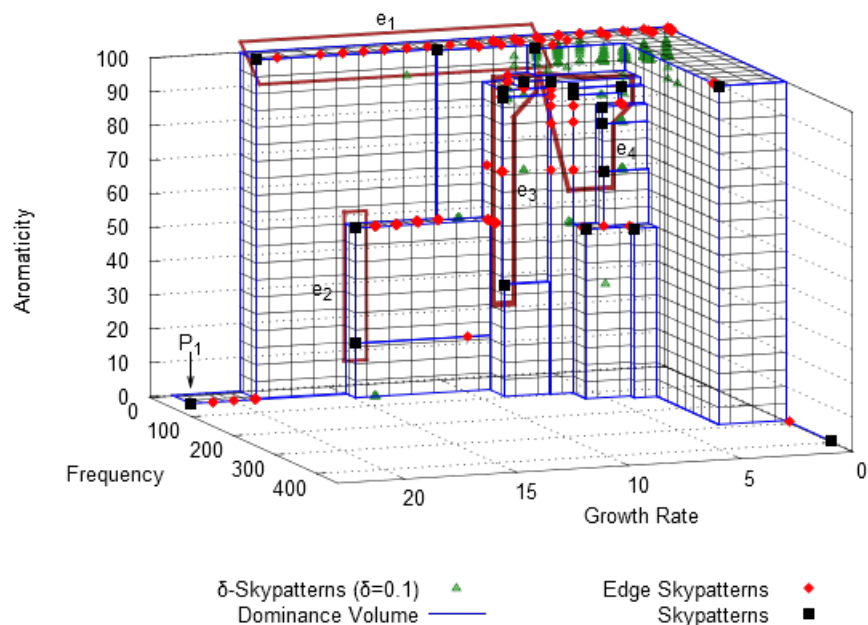 e1
100
90
80
70
60
50
40
30
20
10
0
Aromaticity
e2
e3
e4
P1
0
100
200
300
400
Frequency
20
15
10
5
0
Growth Rate
δ-Skypatterns (δ=0.1)
Edge Skypatterns
Dominance Volume
Skypatterns